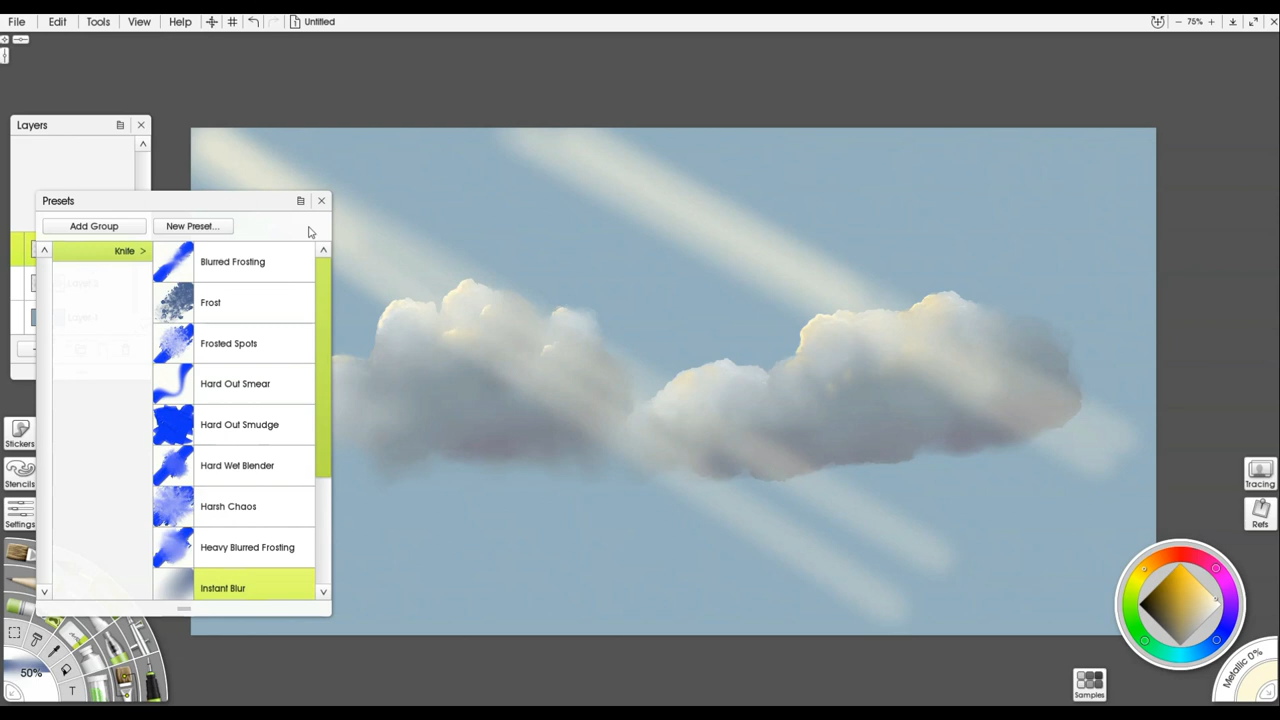 File Edit Tools View Help Untitled 75%
Layers
Presets
Add Group New Preset...
Knife >
Blurred Frosting
Frost
Frosted Spots
Hard Out Smear
Hard Out Smudge
Hard Wet Blender
Harsh Chaos
Heavy Blurred Frosting
Instant Blur
Layer 2
Stickers
Stencils
Settings
50%
T
Tracing
Refs
Samples
Metallic 0%